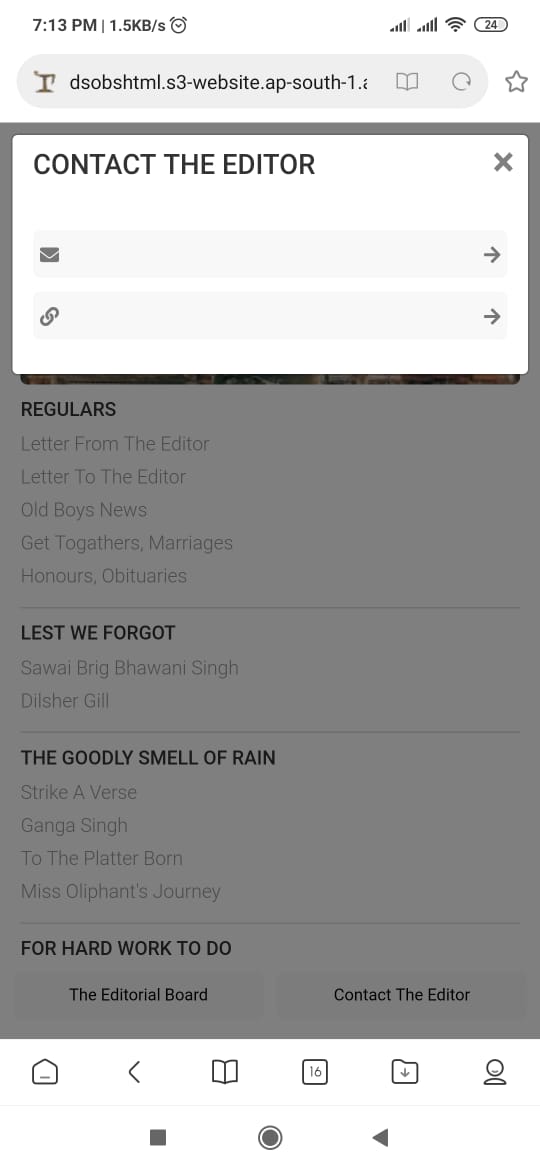 7:13 PM | 1.5KB/s
24
dsobshtml.s3-website.ap-south-1.a
CONTACT THE EDITOR
REGULARS
Letter From The Editor
Letter To The Editor
Old Boys News
Get Togathers, Marriages
Honours, Obituaries
LEST WE FORGOT
Sawai Brig Bhawani Singh
Dilsher Gill
THE GOODLY SMELL OF RAIN
Strike A Verse
Ganga Singh
To The Platter Born
Miss Oliphant's Journey
FOR HARD WORK TO DO
The Editorial Board Contact The Editor
16